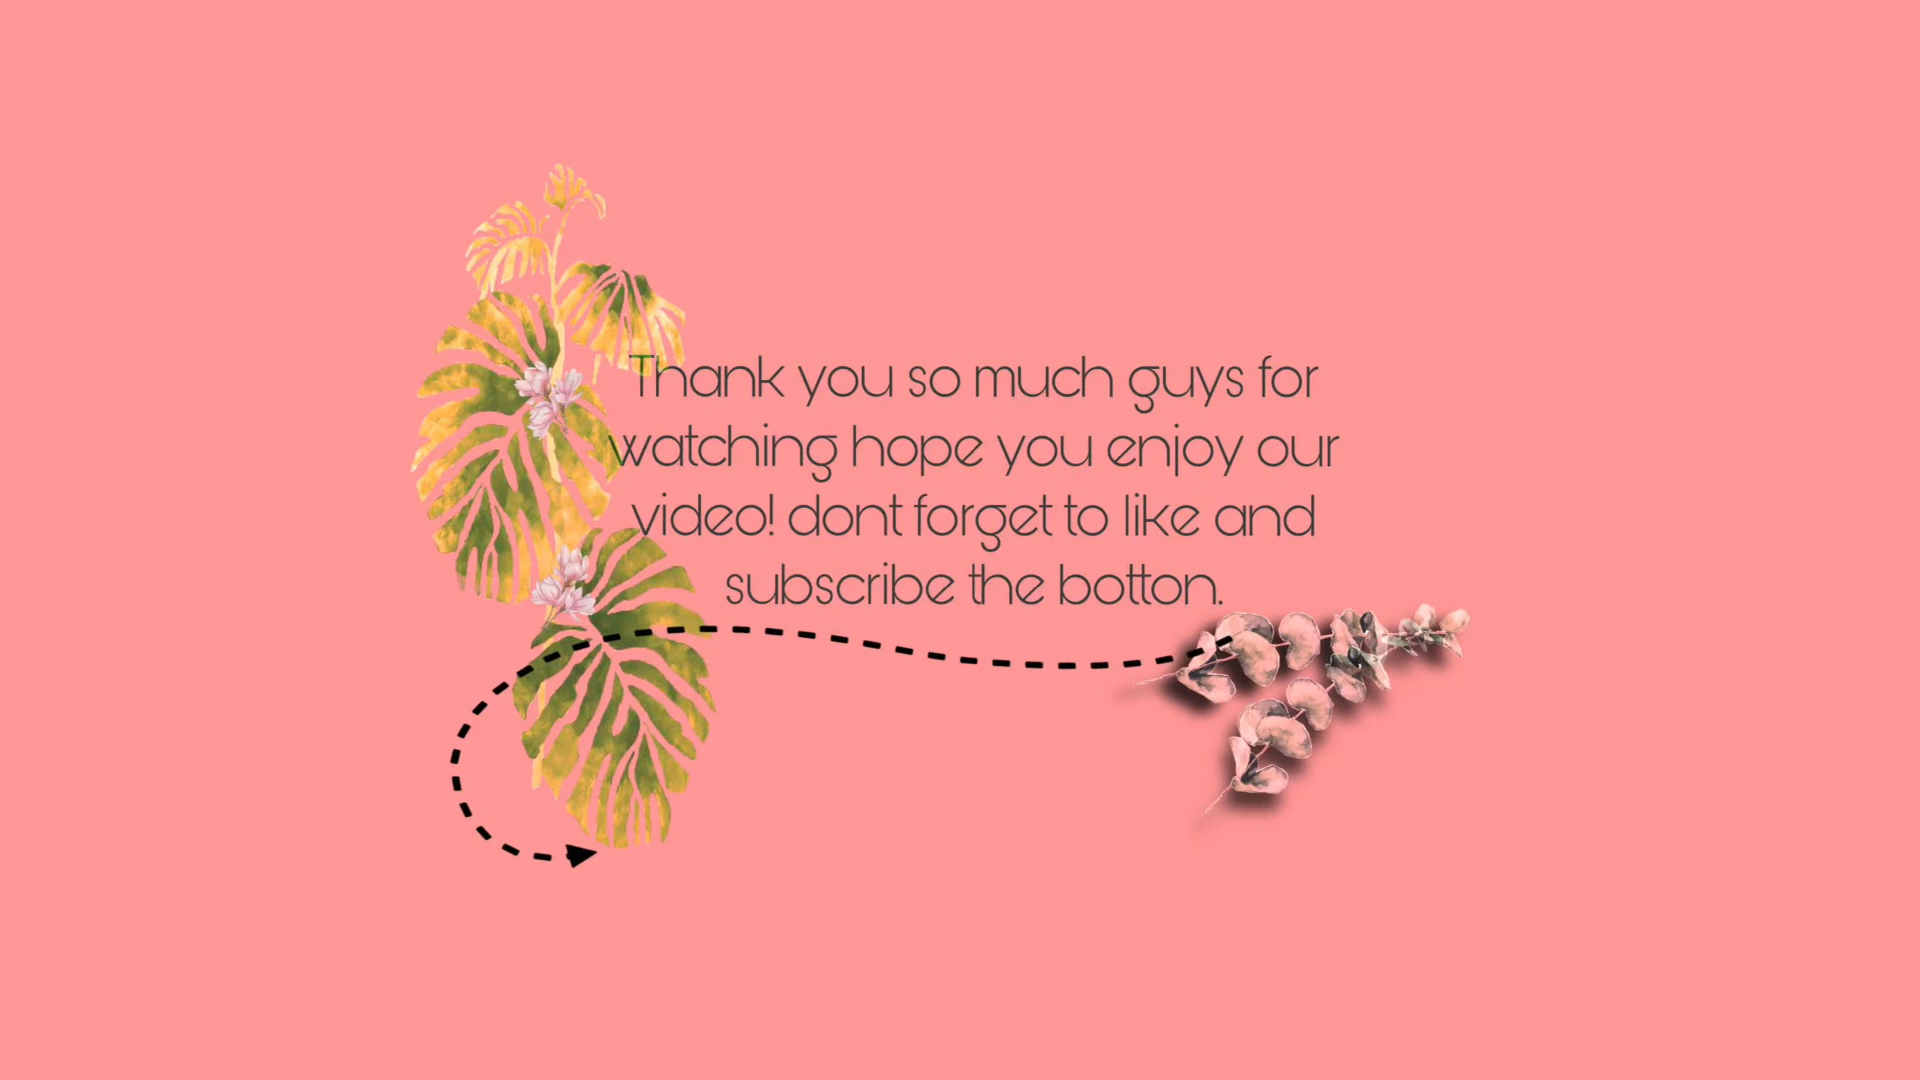 Thank you so much guys for
watching hope you enjoy our
video! dont forget to like and
subscribe the botton.